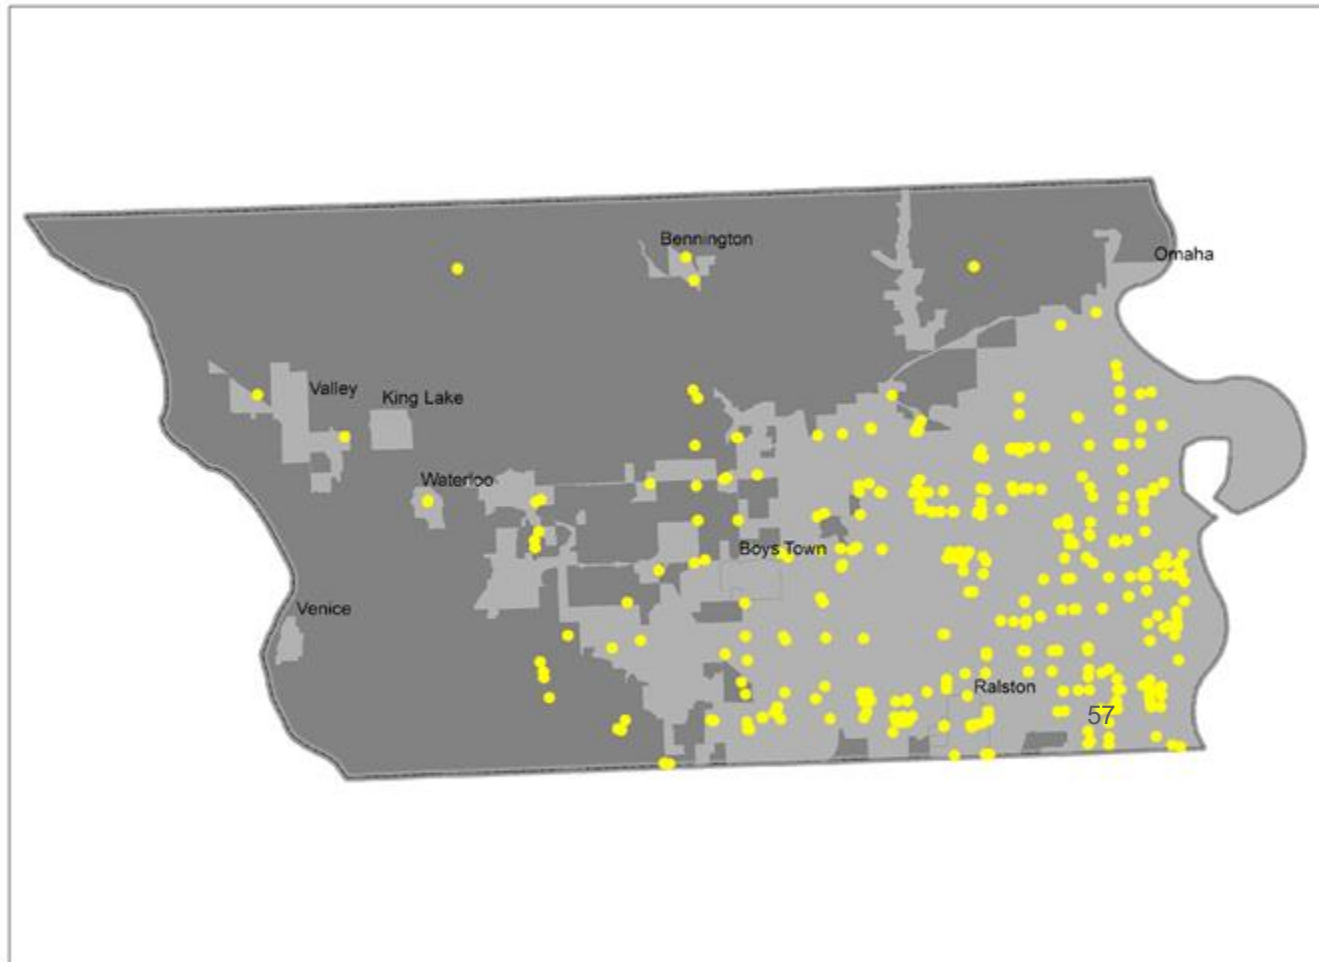 Bennington
Omaha
Valley
King Lake
Waterloo
Boys Town
Venice
Ralston
57